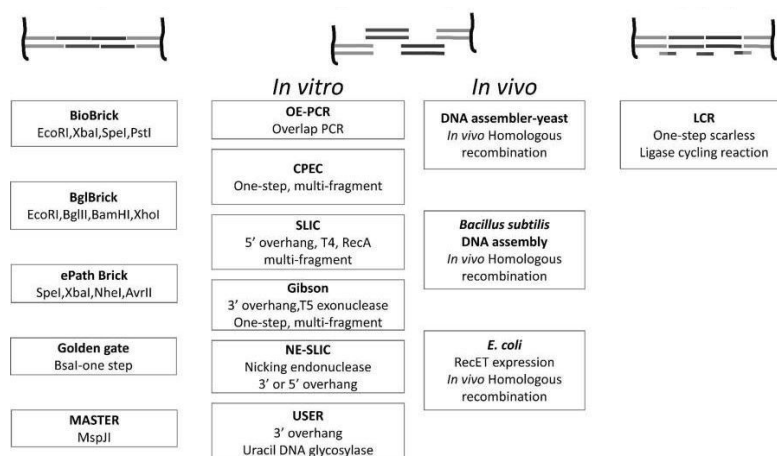 In vitro
In vivo
BioBrick
EcoRI,XbaI,SpeI,PstI
BglBrick
EcoRI,BglII,BamHI,XhoI
ePath Brick
SpeI,XbaI,NheI,AvrII
Golden gate
BsaI-one step
MASTER
MspJI
OE-PCR
Overlap PCR
CPEC
One-step, multi-fragment
SLIC
5’ overhang, T4, RecA
multi-fragment
Gibson
3’ overhang,T5 exonuclease
One-step, multi-fragment
NE-SLIC
Nicking endonuclease
3’ or 5’ overhang
USER
3’ overhang
Uracil DNA glycosylase
DNA assembler-yeast
In vivo Homologous
recombination
Bacillus subtilis
DNA assembly
In vivo Homologous
recombination
E. coli
RecET expression
In vivo Homologous
recombination
LCR
One-step scarless
Ligase cycling reaction